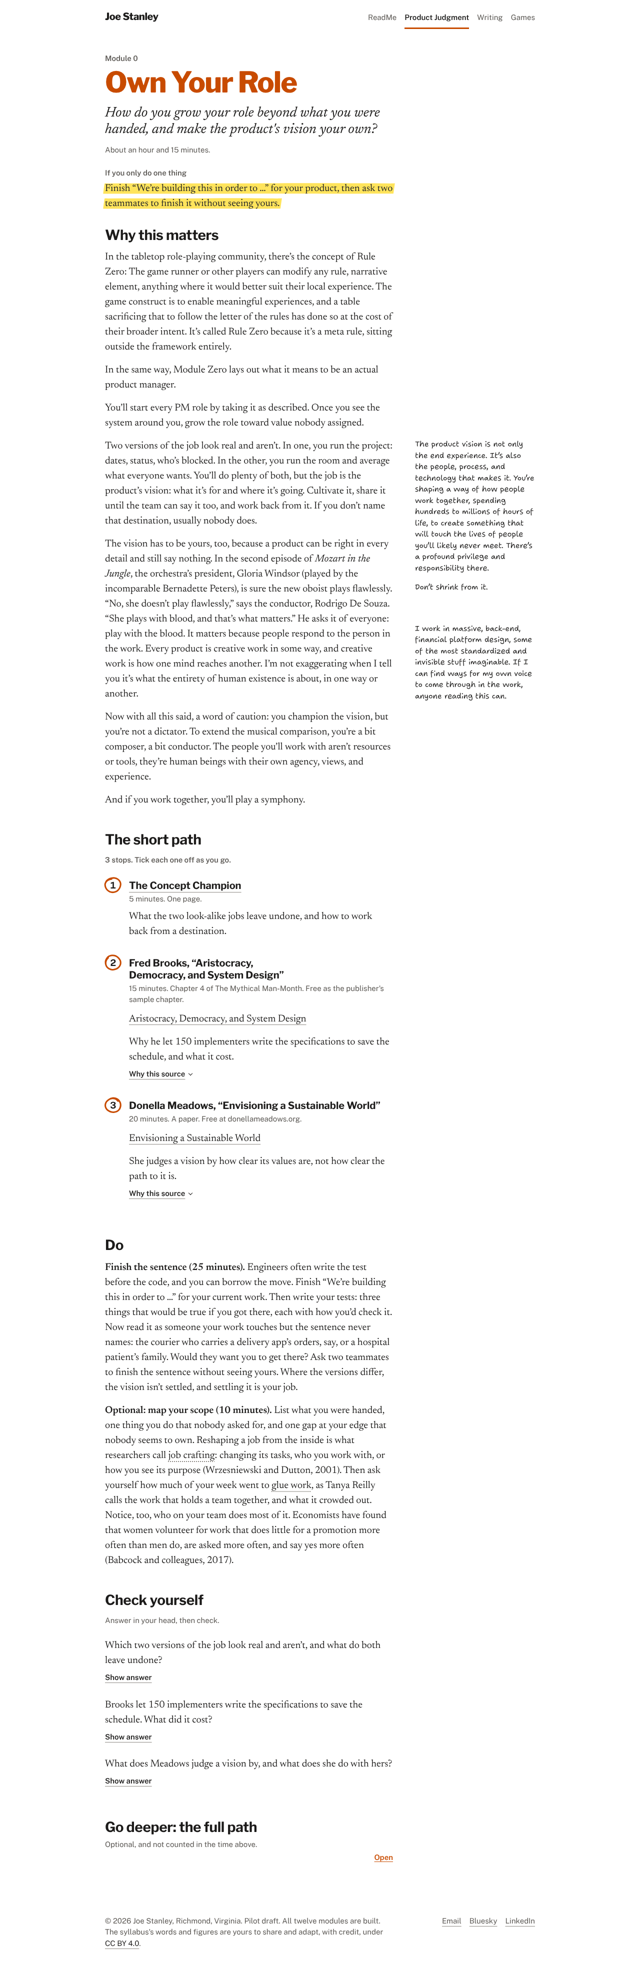 Joe Stanley
ReadMe Product Judgment Writing Games
Module 0
Own Your Role
How do you grow your role beyond what you were
handed, and make the product's vision your own?
About an hour and 15 minutes.
If you only do one thing
Finish “We’re building this in order to …” for your product, then ask two
teammates to finish it without seeing yours.
Why this matters
In the tabletop role-playing community, there’s the concept of Rule
Zero: The game runner or other players can modify any rule, narrative
element, anything where it would better suit their local experience. The
game construct is to enable meaningful experiences, and a table
sacrificing that to follow the letter of the rules has done so at the cost of
their broader intent. It’s called Rule Zero because it’s a meta rule, sitting
outside the framework entirely.
In the same way, Module Zero lays out what it means to be an actual
product manager.
You’ll start every PM role by taking it as described. Once you see the
system around you, grow the role toward value nobody assigned.
Two versions of the job look real and aren’t. In one, you run the project:
dates, status, who’s blocked. In the other, you run the room and average
what everyone wants. You’ll do plenty of both, but the job is the
product’s vision: what it’s for and where it’s going. Cultivate it, share it
until the team can say it too, and work back from it. If you don’t name
that destination, usually nobody does.
The product vision is not only
the end experience. It’s also
the people, process, and
technology that makes it. You’re
shaping a way of how people
work together, spending
hundreds to millions of hours of
life, to create something that
will touch the lives of people
you’ll likely never meet. There’s
a profound privilege and
responsibility there.
Don’t shrink from it.
The vision has to be yours, too, because a product can be right in every
detail and still say nothing. In the second episode of Mozart in the
Jungle, the orchestra’s president, Gloria Windsor (played by the
incomparable Bernadette Peters), is sure the new oboist plays flawlessly.
“No, she doesn’t play flawlessly,” says the conductor, Rodrigo De Souza.
“She plays with blood, and that’s what matters.” He asks it of everyone:
play with the blood. It matters because people respond to the person in
the work. Every product is creative work in some way, and creative
work is how one mind reaches another. I’m not exaggerating when I tell
you it’s what the entirety of human existence is about, in one way or
another.
I work in massive, back-end,
financial platform design, some
of the most standardized and
invisible stuff imaginable. If I
can find ways for my own voice
to come through in the work,
anyone reading this can.
Now with all this said, a word of caution: you champion the vision, but
you’re not a dictator. To extend the musical comparison, you’re a bit
composer, a bit conductor. The people you’ll work with aren’t resources
or tools, they’re human beings with their own agency, views, and
experience.
And if you work together, you’ll play a symphony.
The short path
3 stops. Tick each one off as you go.
1 The Concept Champion
5 minutes. One page.
What the two look-alike jobs leave undone, and how to work
back from a destination.
2 Fred Brooks, “Aristocracy,
Democracy, and System Design”
15 minutes. Chapter 4 of The Mythical Man-Month. Free as the publisher’s
sample chapter.
Aristocracy, Democracy, and System Design
Why he let 150 implementers write the specifications to save the
schedule, and what it cost.
Why this source
3 Donella Meadows, “Envisioning a Sustainable World”
20 minutes. A paper. Free at donellameadows.org.
Envisioning a Sustainable World
She judges a vision by how clear its values are, not how clear the
path to it is.
Why this source
Do
Finish the sentence (25 minutes). Engineers often write the test
before the code, and you can borrow the move. Finish “We’re building
this in order to …” for your current work. Then write your tests: three
things that would be true if you got there, each with how you’d check it.
Now read it as someone your work touches but the sentence never
names: the courier who carries a delivery app’s orders, say, or a hospital
patient’s family. Would they want you to get there? Ask two teammates
to finish the sentence without seeing yours. Where the versions differ,
the vision isn’t settled, and settling it is your job.
Optional: map your scope (10 minutes). List what you were handed,
one thing you do that nobody asked for, and one gap at your edge that
nobody seems to own. Reshaping a job from the inside is what
researchers call job crafting: changing its tasks, who you work with, or
how you see its purpose (Wrzesniewski and Dutton, 2001). Then ask
yourself how much of your week went to glue work, as Tanya Reilly
calls the work that holds a team together, and what it crowded out.
Notice, too, who on your team does most of it. Economists have found
that women volunteer for work that does little for a promotion more
often than men do, are asked more often, and say yes more often
(Babcock and colleagues, 2017).
Check yourself
Answer in your head, then check.
Which two versions of the job look real and aren’t, and what do both
leave undone?
Show answer
Brooks let 150 implementers write the specifications to save the
schedule. What did it cost?
Show answer
What does Meadows judge a vision by, and what does she do with hers?
Show answer
Go deeper: the full path
Optional, and not counted in the time above.
Open
© 2026 Joe Stanley, Richmond, Virginia. Pilot draft. All twelve modules are built.
The syllabus’s words and figures are yours to share and adapt, with credit, under
CC BY 4.0.
Email Bluesky LinkedIn